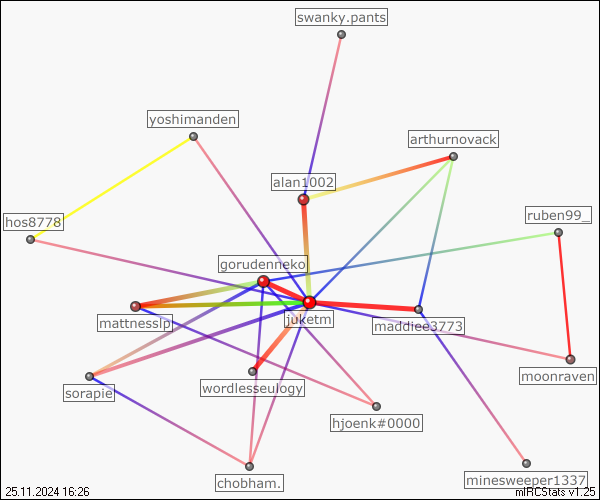 swanky.pants
yoshimanden
arthurnovack
alan1002
ruben99_
hos8778
gorudenneko
juketm
mattnesslp
maddiee3773
moonraven
sorapie
wordlesseulogy
hjoenk#0000
chobham.
minesweeper1337
25.11.2024 16:26
mIRCStats v1.25